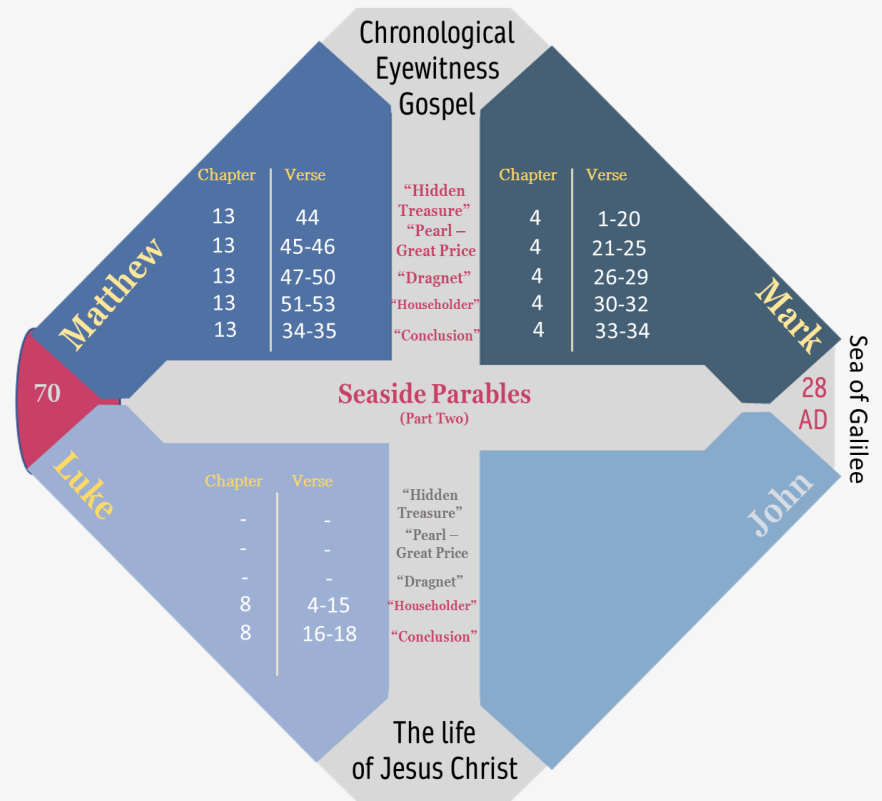 Chronological
Eyewitness
Gospel
Matthew
Chapter Verse
13 44
13 45-46
13 47-50
13 51-53
13 34-35
“Hidden
Treasure”
“Pearl –
Great Price
“Dragnet”
“Householder”
“Conclusion”
Mark
Chapter Verse
4 1-20
4 21-25
4 26-29
4 30-32
4 33-34
70
Seaside Parables
(Part Two)
28
AD
Sea of Galilee
Luke
Chapter Verse
- -
- -
- -
8 4-15
8 16-18
“Hidden
Treasure”
“Pearl –
Great Price
“Dragnet”
“Householder”
“Conclusion”
John
The life
of Jesus Christ